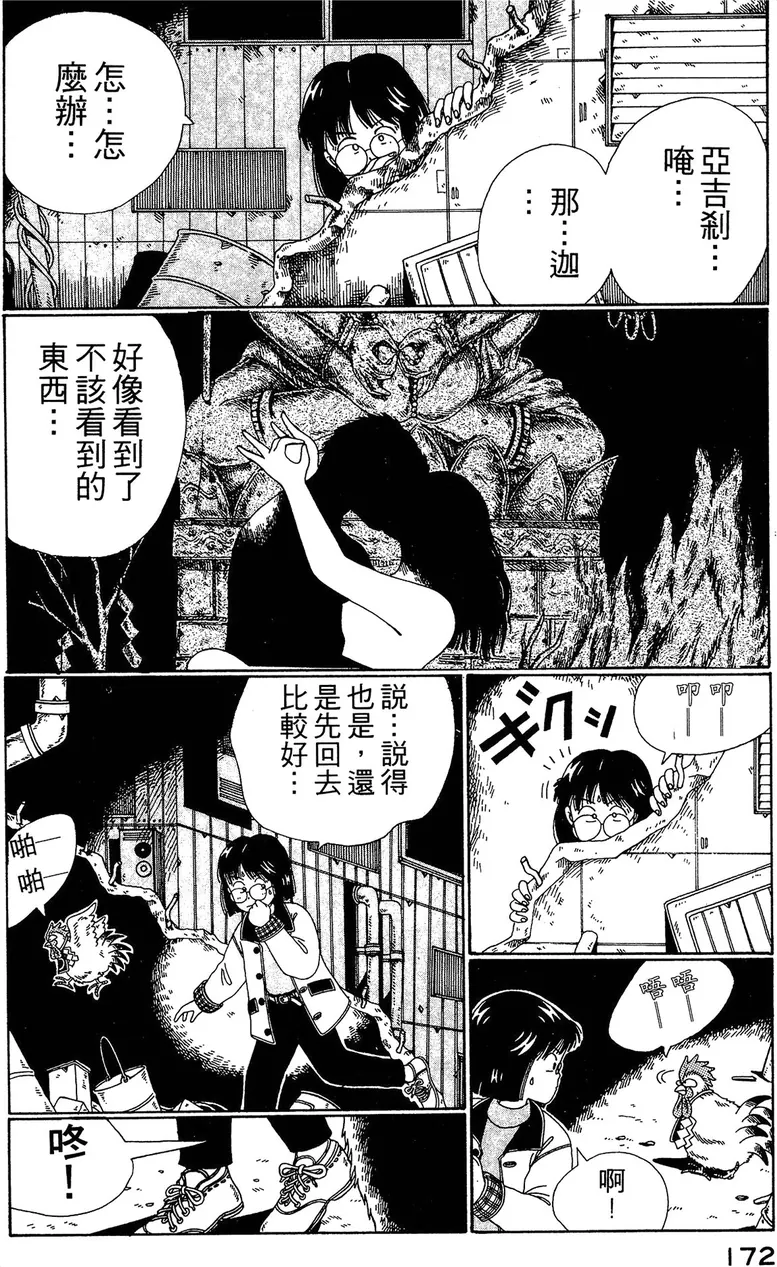 亞吉剎…
唵…
那…迦
…
怎…怎
麼辦…
好像看到了
不該看到的
東西…
叩—叩—
ギクッ
說…說得
也是，還
是先回去
比較好…
啪—
啪—
唔—唔—
啊！
咚！
172